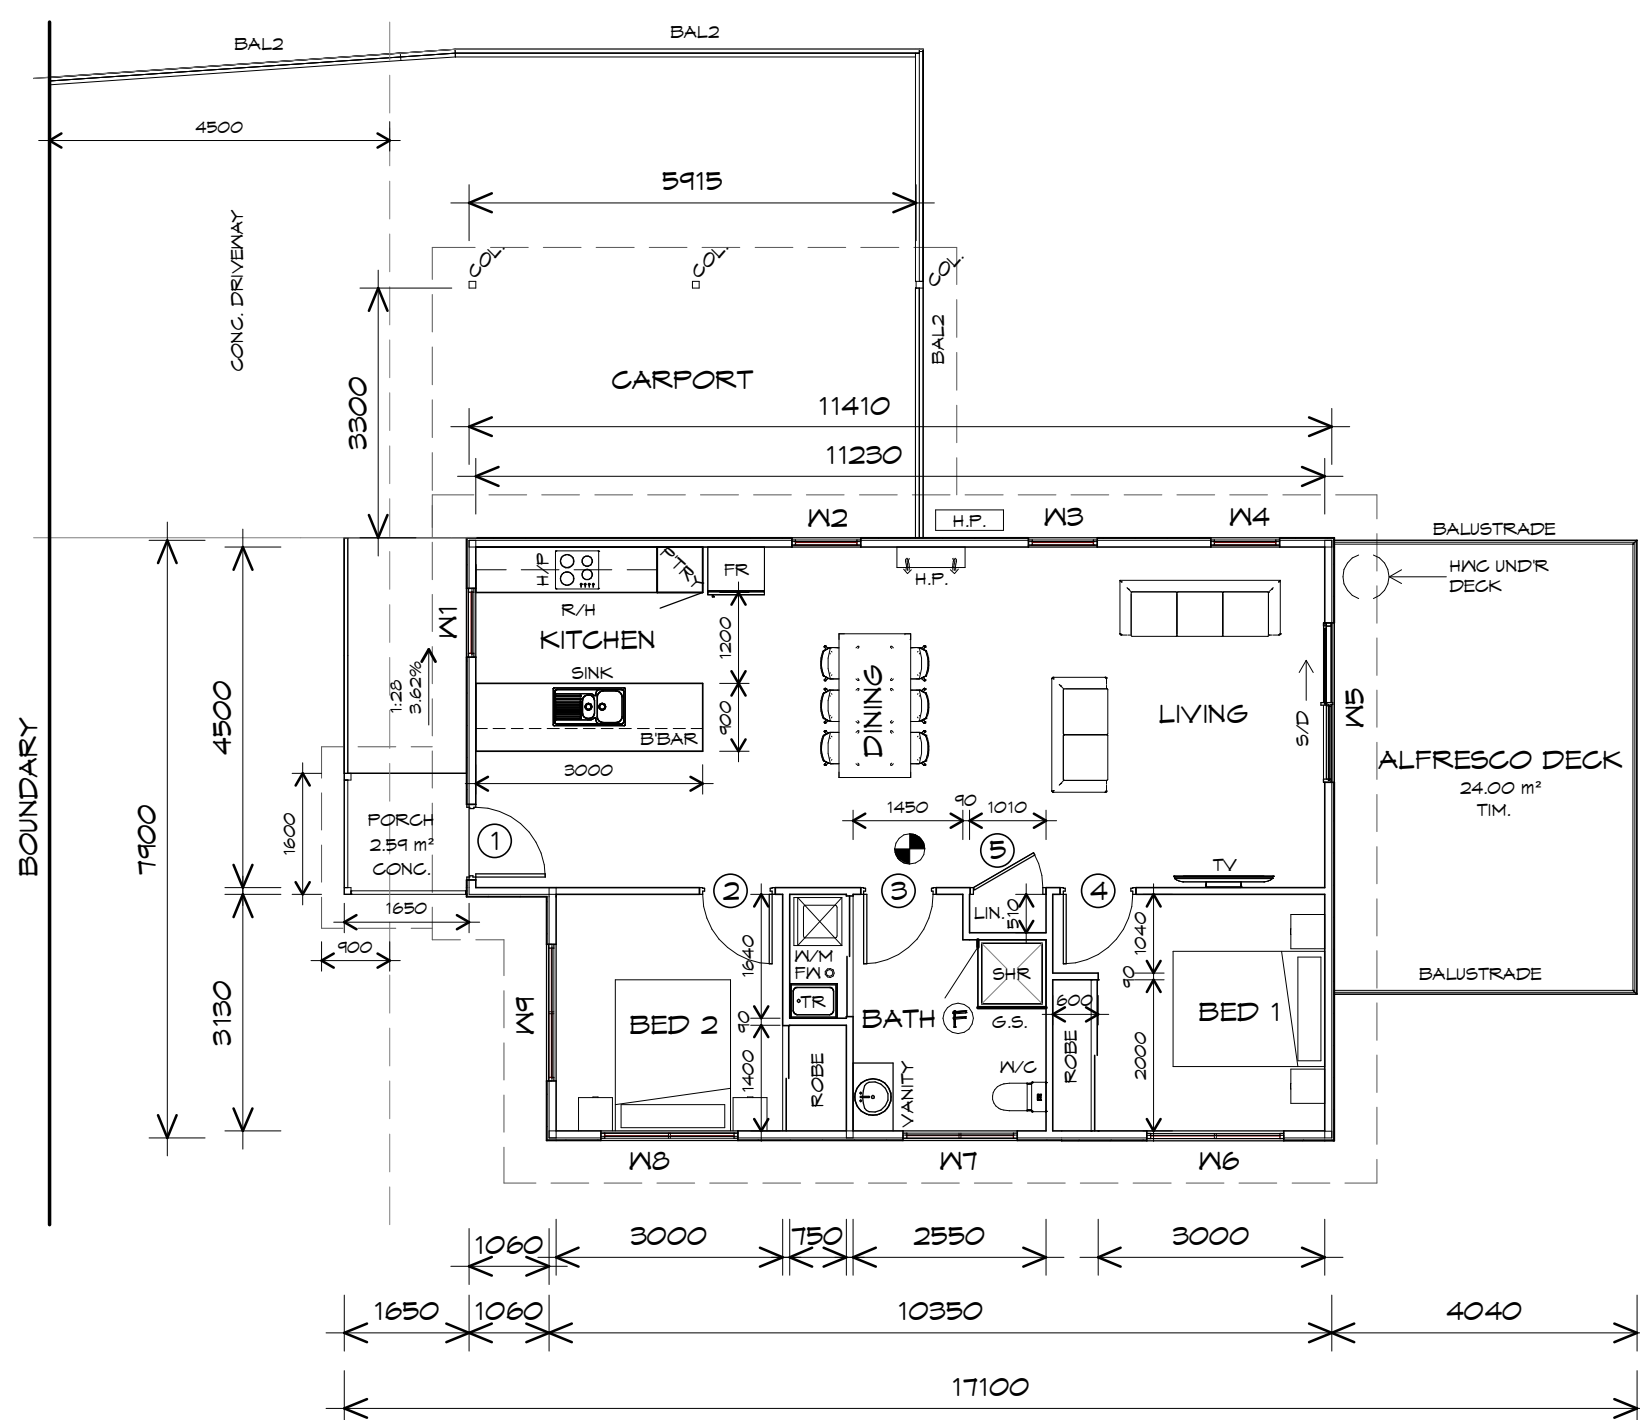 BAL2
BAL2
4500
5915
CONC. DRIVEWAY
COL.
COL.
COL.
BAL2
3300
CARPORT
11410
11230
W2
H.P.
W3
W4
BALUSTRADE
H/P
P'TRY
FR
H.P.
HWC UND'R
DECK
R/H
W1
KITCHEN
1200
SINK
1:28
3.62%
900
B'BAR
3000
DINING
LIVING
S/D
W5
ALFRESCO DECK
24.00 m²
TIM.
BOUNDARY
7900
4500
1600
PORCH
2.59 m²
CONC.
1
1450
90
1010
5
TV
2
3
4
1650
900
LIN.
510
1640
W/M
FW
TR
SHR
1040
90
BALUSTRADE
3130
W9
BED 2
90
BATH
F
G.S.
600
BED 1
1400
ROBE
VANITY
W/C
ROBE
2000
W8
W7
W6
1060
3000
750
2550
3000
1650
1060
10350
4040
17100